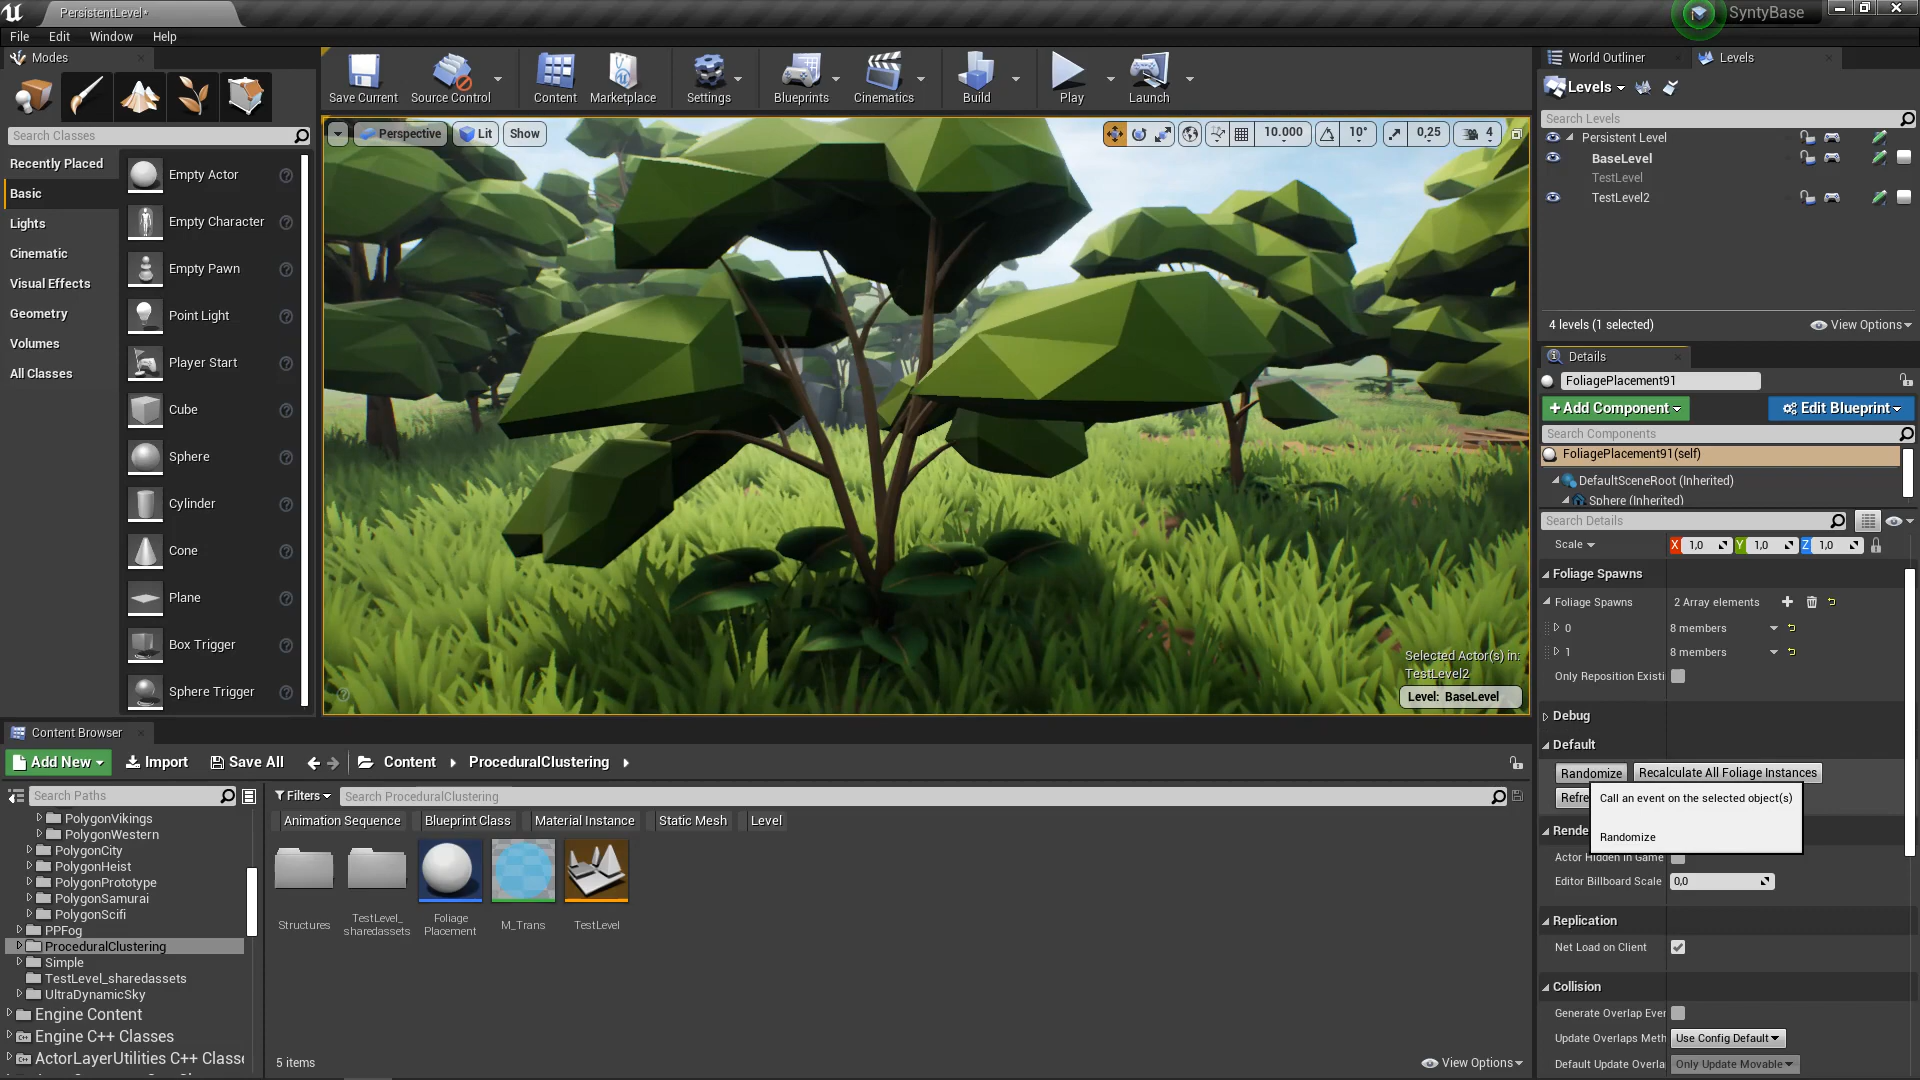 PersistentLevel•
SyntyBase
File Edit Window Help
Modes
Search Classes
Recently Placed
Basic
Lights
Cinematic
Visual Effects
Geometry
Volumes
All Classes
Empty Actor
Empty Character
Empty Pawn
Point Light
Player Start
Cube
Sphere
Cylinder
Cone
Plane
Box Trigger
Sphere Trigger
Save Current Source Control Content Marketplace Settings Blueprints Cinematics Build Play Launch
Perspective Lit Show
10.000 10° 0,25 4
Selected Actor(s) in:
TestLevel2
Level: BaseLevel
World Outliner Levels
Levels
Search Levels
Persistent Level
BaseLevel
TestLevel
TestLevel2
4 levels (1 selected) View Options
Details
FoliagePlacement91
+Add Component Edit Blueprint
Search Components
FoliagePlacement91(self)
DefaultSceneRoot (Inherited)
Sphere (Inherited)
Search Details
Scale X 1,0 Y 1,0 Z 1,0
Foliage Spawns
Foliage Spawns 2 Array elements
0 8 members
1 8 members
Only Reposition Existi
Debug
Default
Randomize Recalculate All Foliage Instances
Refre
Call an event on the selected object(s)
Randomize
Rende
Actor Hidden In Game
Editor Billboard Scale 0,0
Replication
Net Load on Client
Collision
Generate Overlap Ever
Update Overlaps Meth Use Config Default
Default Update Overla Only Update Movable
Content Browser
Add New Import Save All Content ProceduralClustering
Search Paths
PolygonVikings
PolygonWestern
PolygonCity
PolygonHeist
PolygonPrototype
PolygonSamurai
PolygonScifi
PPFog
ProceduralClustering
Simple
TestLevel_sharedassets
UltraDynamicSky
Engine Content
Engine C++ Classes
ActorLayerUtilities C++ Classe
Filters Search ProceduralClustering
Animation Sequence Blueprint Class Material Instance Static Mesh Level
Structures
TestLevel_
sharedassets
Foliage
Placement
M_Trans
TestLevel
5 items View Options